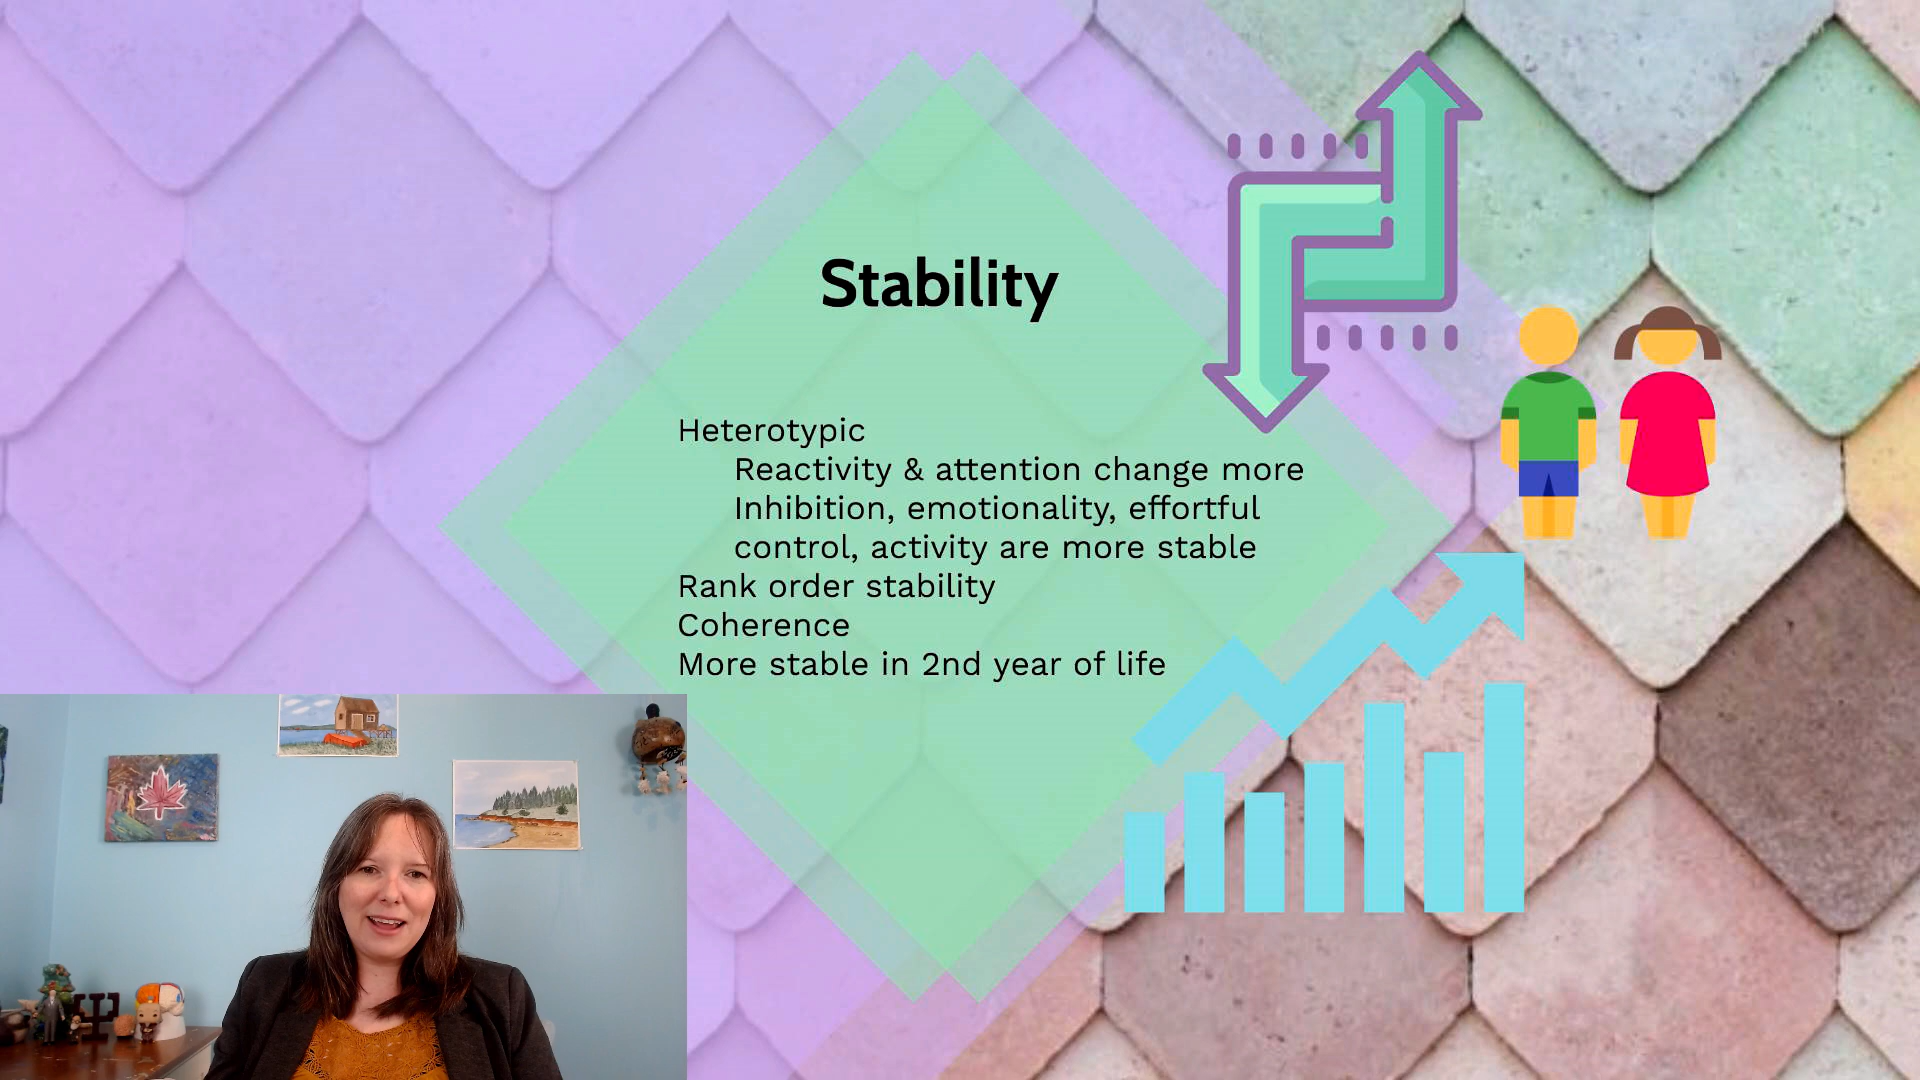 Stability
Heterotypic
Reactivity & attention change more
Inhibition, emotionality, effortful
control, activity are more stable
Rank order stability
Coherence
More stable in 2nd year of life